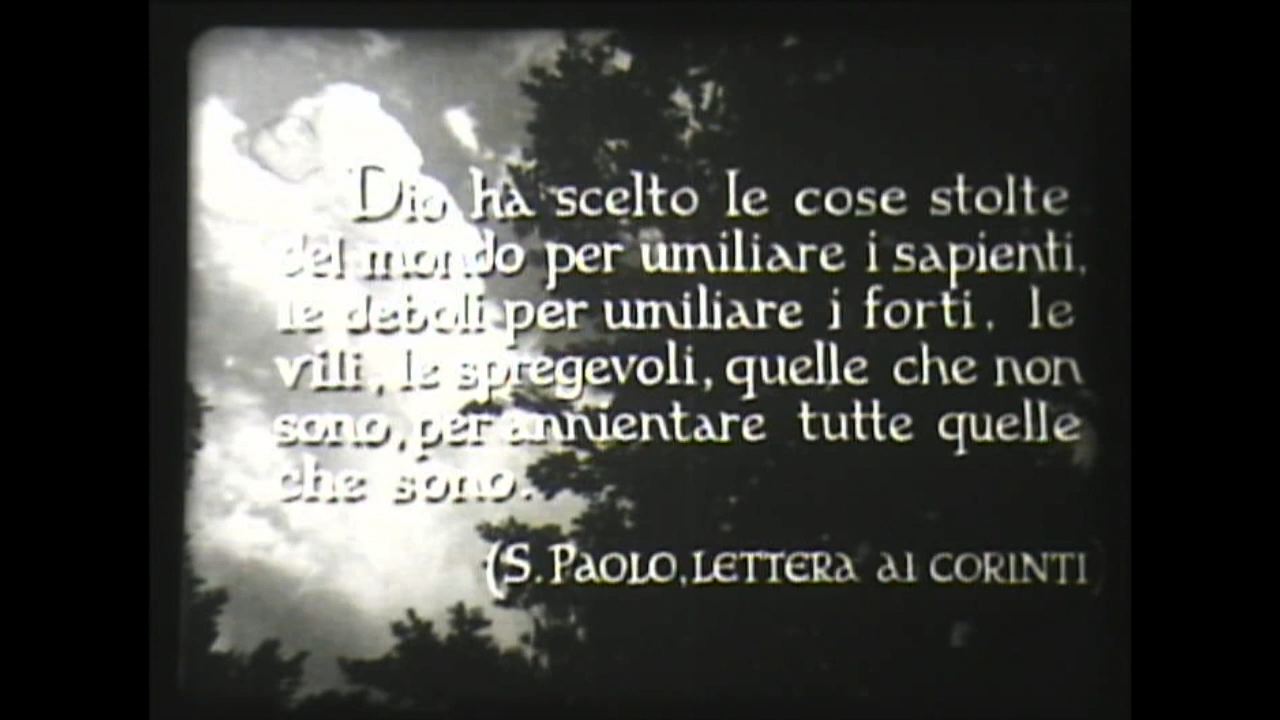 Dio ha scelto le cose stolte
del mondo per umiliare i sapienti,
le deboli per umiliare i forti, le
vili, le spregevoli, quelle che non
sono, per annientare tutte quelle
che sono.
(S. PAOLO, LETTERA AI CORINTI)